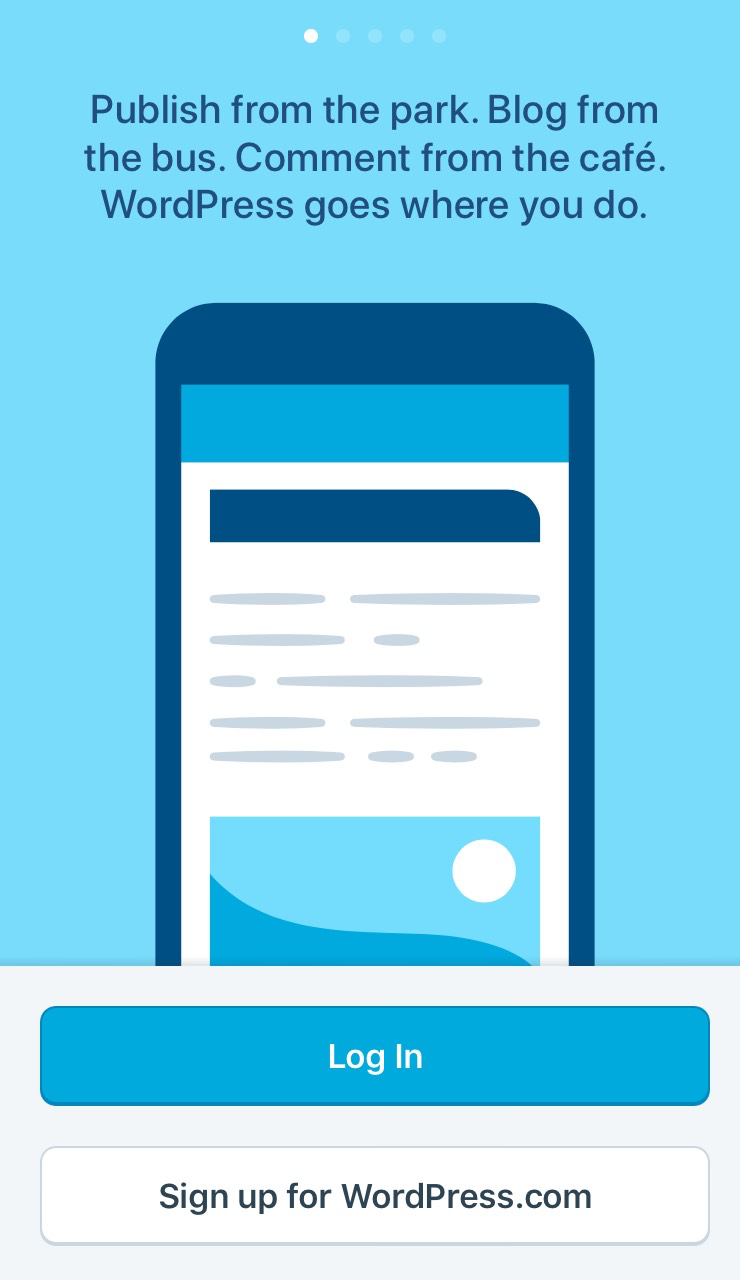 Publish from the park. Blog from
the bus. Comment from the café.
WordPress goes where you do.
Log In
Sign up for WordPress.com